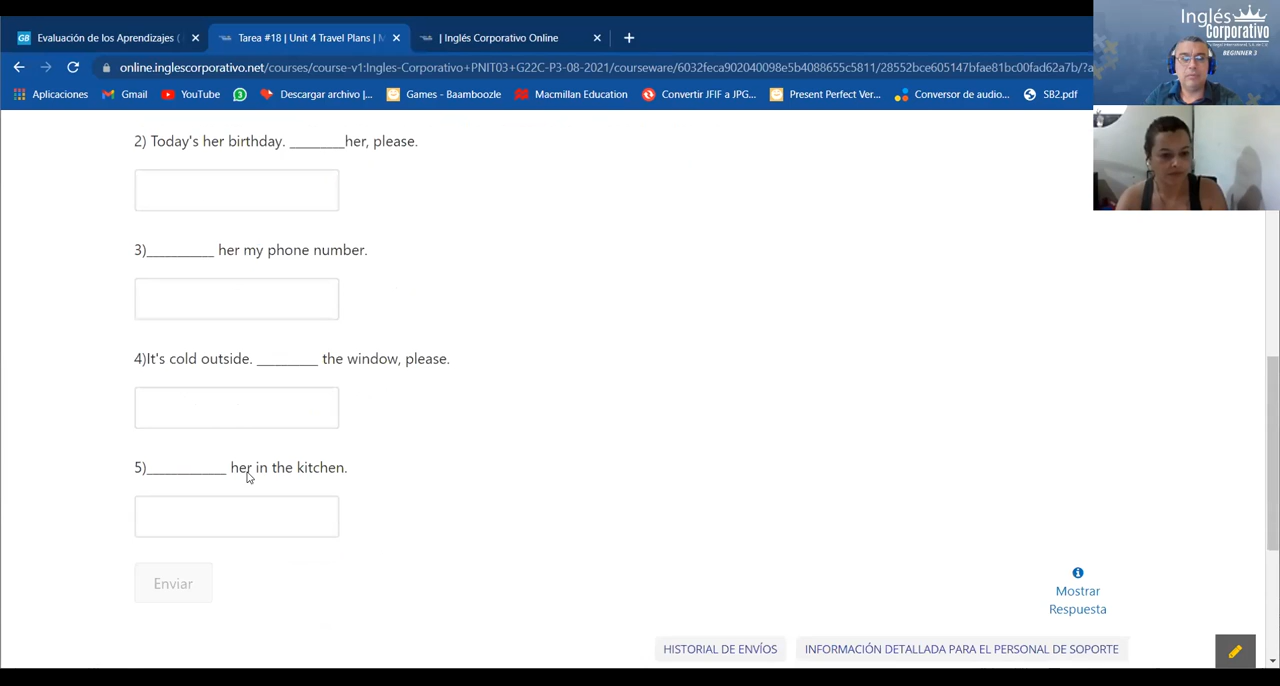 Evaluación de los Aprendizajes (
Tarea #18 | Unit 4 Travel Plans |
| Inglés Corporativo Online
online.inglescorporativo.net/courses/course-v1:Ingles-Corporativo+PNIT03+G22C-P3-08-2021/courseware/6032feca902040098e5b4088655c5811/28552bce605147bfae81bc00fad62a7b/?a
Aplicaciones
Gmail
YouTube
3
Descargar archivo |...
Games - Baamboozle
Macmillan Education
Convertir JFIF a JPG...
Present Perfect Ver...
Conversor de audio...
SB2.pdf
Inglés
Corporativo
BEGINNER 3
2) Today's her birthday. ________her, please.
3)__________ her my phone number.
4)It's cold outside. _________ the window, please.
5)____________ her in the kitchen.
Enviar
Mostrar
Respuesta
HISTORIAL DE ENVÍOS
INFORMACIÓN DETALLADA PARA EL PERSONAL DE SOPORTE